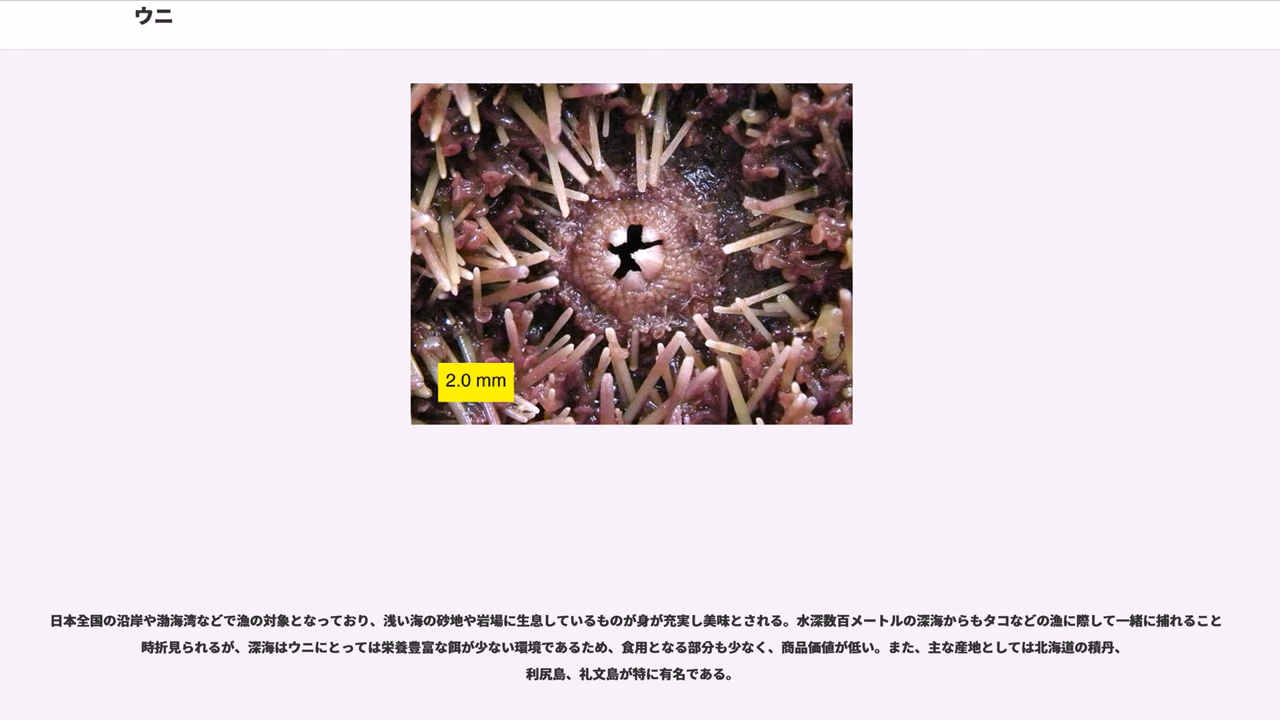 ウニ
2.0 mm
日本全国の沿岸や渤海湾などで漁の対象となっており、浅い海の砂地や岩場に生息しているものが身が充実し美味とされる。水深数百メートルの深海からもタコなどの漁に際して一緒に捕れること
時折見られるが、深海はウニにとっては栄養豊富な餌が少ない環境であるため、食用となる部分も少なく、商品価値が低い。また、主な産地としては北海道の積丹、
利尻島、礼文島が特に有名である。